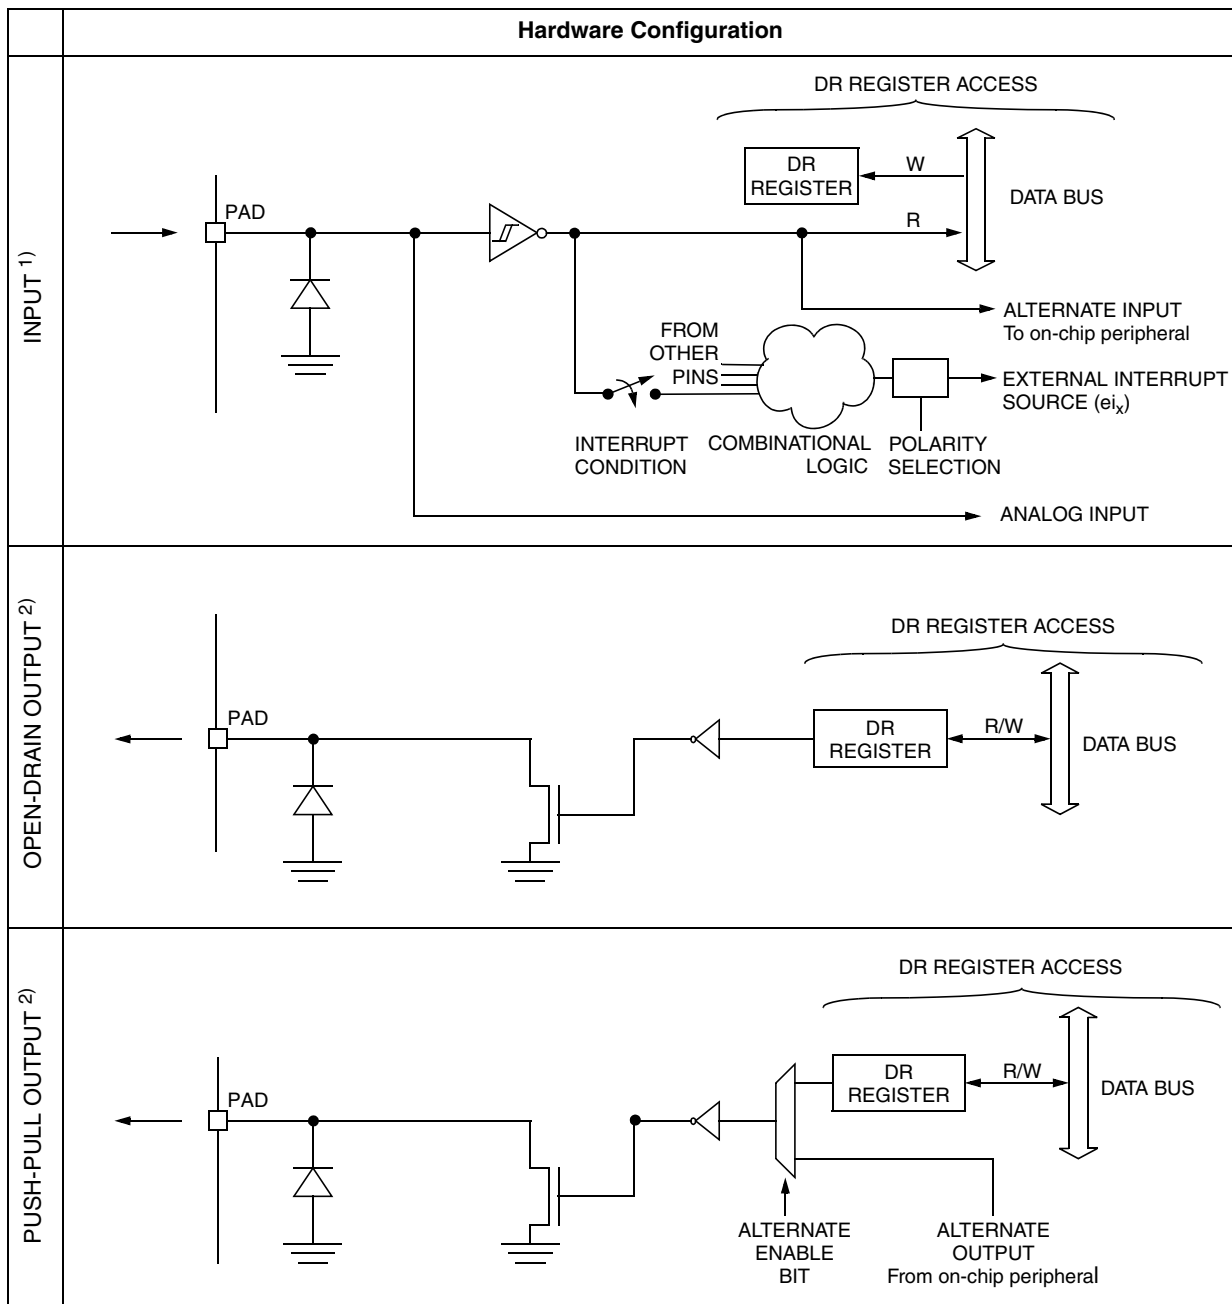 Hardware Configuration
INPUT 1)
DR REGISTER ACCESS
DR
REGISTER
W
DATA BUS
PAD
R
ALTERNATE INPUT
To on-chip peripheral
FROM
OTHER
PINS
EXTERNAL INTERRUPT
SOURCE (eix)
INTERRUPT
CONDITION
COMBINATIONAL
LOGIC
POLARITY
SELECTION
ANALOG INPUT
OPEN-DRAIN OUTPUT 2)
DR REGISTER ACCESS
PAD
DR
REGISTER
R/W
DATA BUS
PUSH-PULL OUTPUT 2)
DR REGISTER ACCESS
DR
REGISTER
R/W
DATA BUS
PAD
ALTERNATE
ENABLE
BIT
ALTERNATE
OUTPUT
From on-chip peripheral